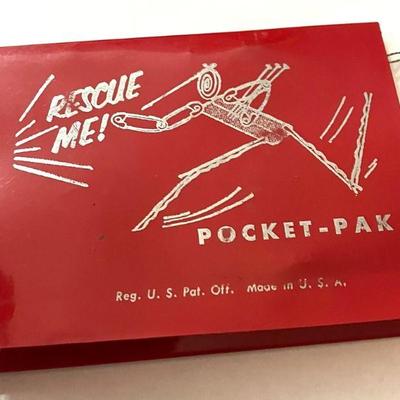 RESCUE
ME!
POCKET-PAK
Reg. U. S. Pat. Off. Made in U. S. A.